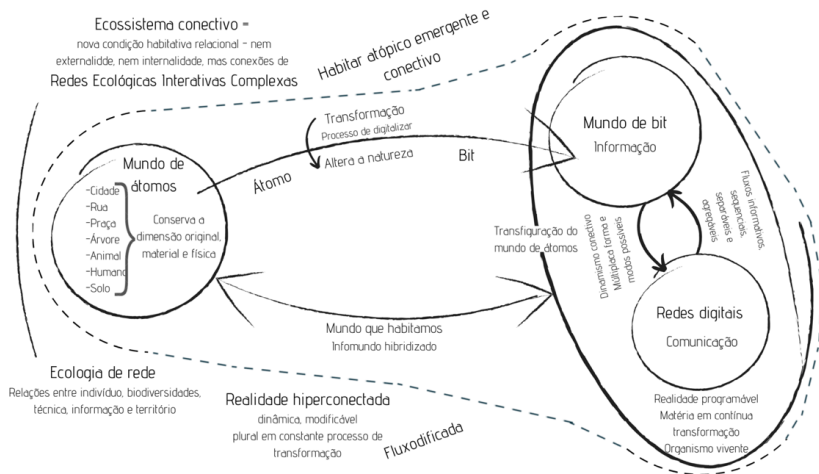 Ecossistema conectivo =
nova condição habitativa relacional - nem
externalidde, nem internalidade, mas conexões de
Redes Ecológicas Interativas Complexas
Habitar atópico emergente e
conectivo
Transformação
Processo de digitalizar
Altera a natureza
Átomo
Bit
Mundo de
átomos
-Cidade
-Rua
-Praça
-Árvore
-Animal
-Humano
-Solo
Conserva a
dimensão original,
material e física
Mundo de bit
Informação
Transfiguração do
mundo de átomos
Dinamismo conectivo
Múltiplaca forma e
modos possíveis
Fluxos informativos,
sequenciais,
separáveis e
agregáveis
Redes digitais
Comunicação
Mundo que habitamos
Infomundo hibridizado
Ecologia de rede
Relações entre indivíduo, biodiversidades,
técnica, informação e território
Realidade hiperconectada
dinâmica, modificável
plural em constante processo de
transformação
Fluxodificada
Realidade programável
Matéria em contínua
transformação
Organismo vivente